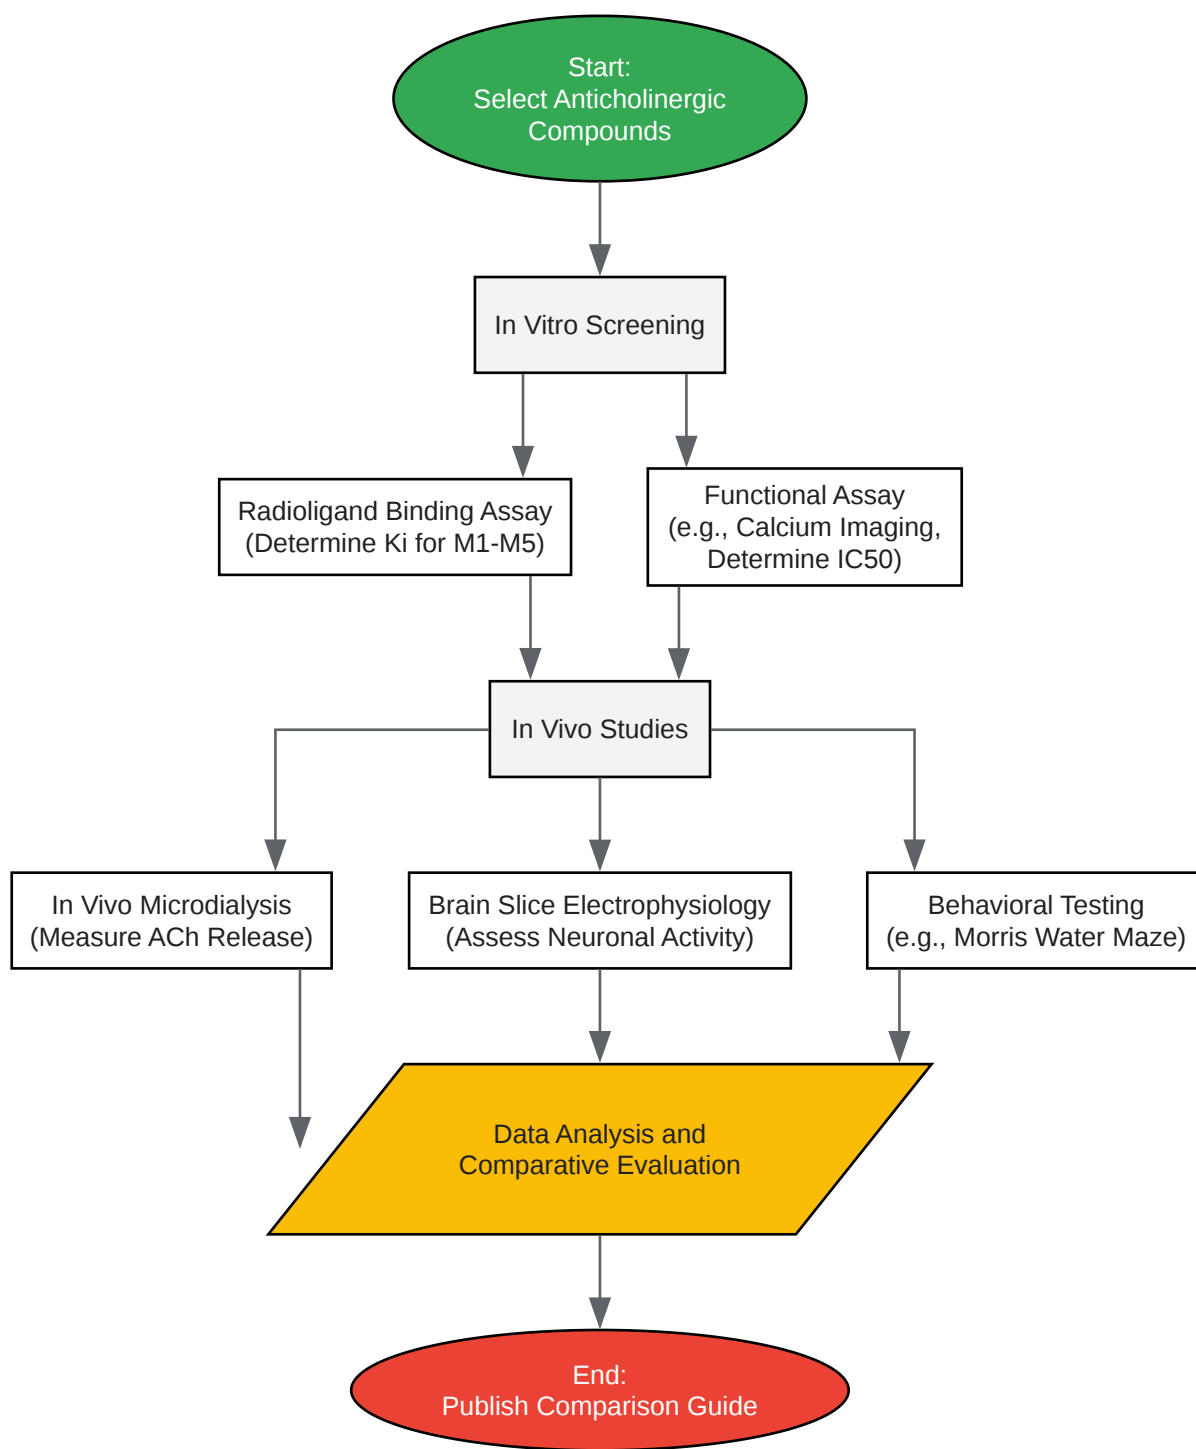 Start:
Select Anticholinergic
Compounds
In Vitro Screening
Radioligand Binding Assay
(Determine Ki for M1-M5)
Functional Assay
(e.g., Calcium Imaging,
Determine IC50)
In Vivo Studies
In Vivo Microdialysis
(Measure ACh Release)
Brain Slice Electrophysiology
(Assess Neuronal Activity)
Behavioral Testing
(e.g., Morris Water Maze)
Data Analysis and
Comparative Evaluation
End:
Publish Comparison Guide